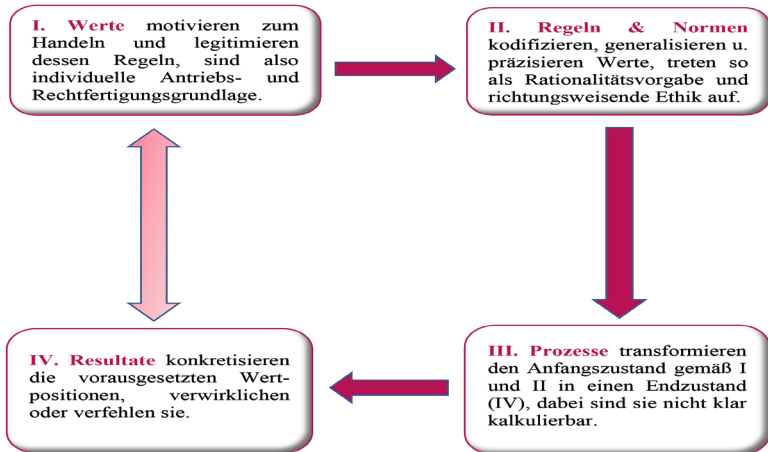 I. Werte motivieren zum
Handeln und legitimieren
dessen Regeln, sind also
individuelle Antriebs- und
Rechtfertigungsgrundlage.
II. Regeln & Normen
kodifizieren, generalisieren u.
präzisieren Werte, treten so
als Rationalitätsvorgabe und
richtungsweisende Ethik auf.
IV. Resultate konkretisieren
die vorausgesetzten Wert-
positionen, verwirklichen
oder verfehlen sie.
III. Prozesse transformieren
den Anfangszustand gemäß I
und II in einen Endzustand
(IV), dabei sind sie nicht klar
kalkulierbar.